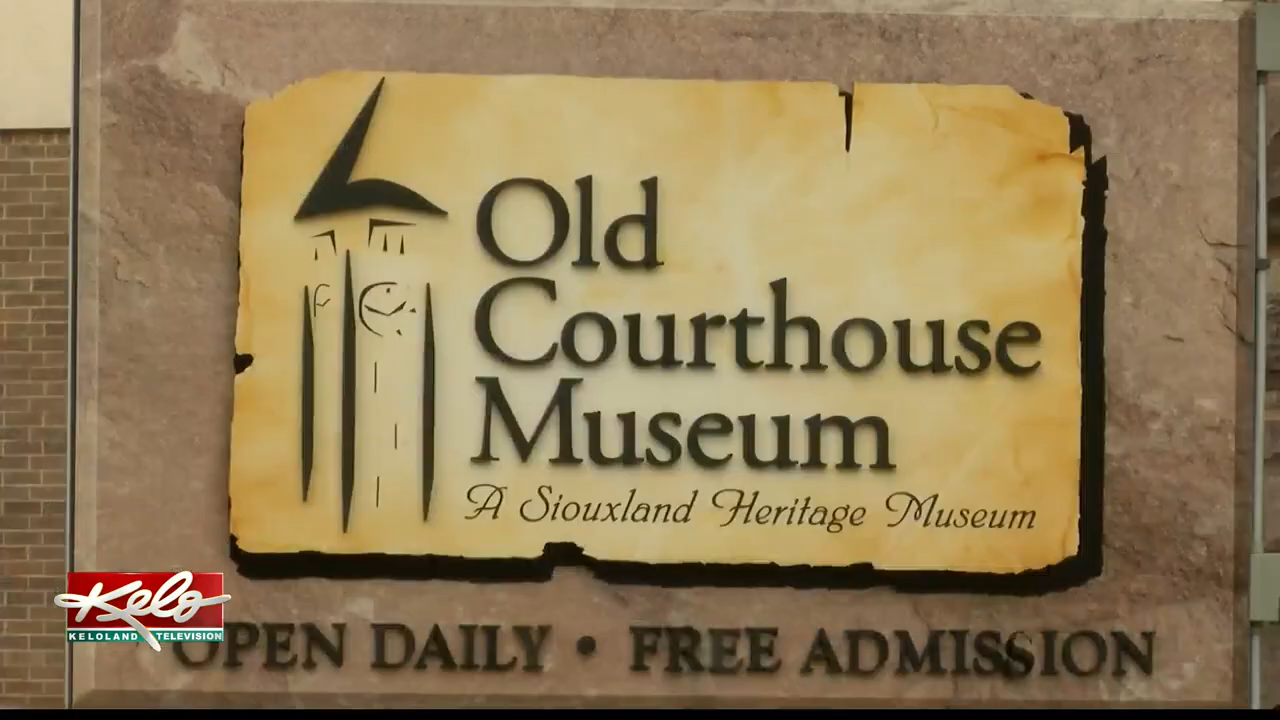 Old
Courthouse
Museum
A Siouxland Heritage Museum
OPEN DAILY • FREE ADMISSION
Kelo
KELOLAND TELEVISION